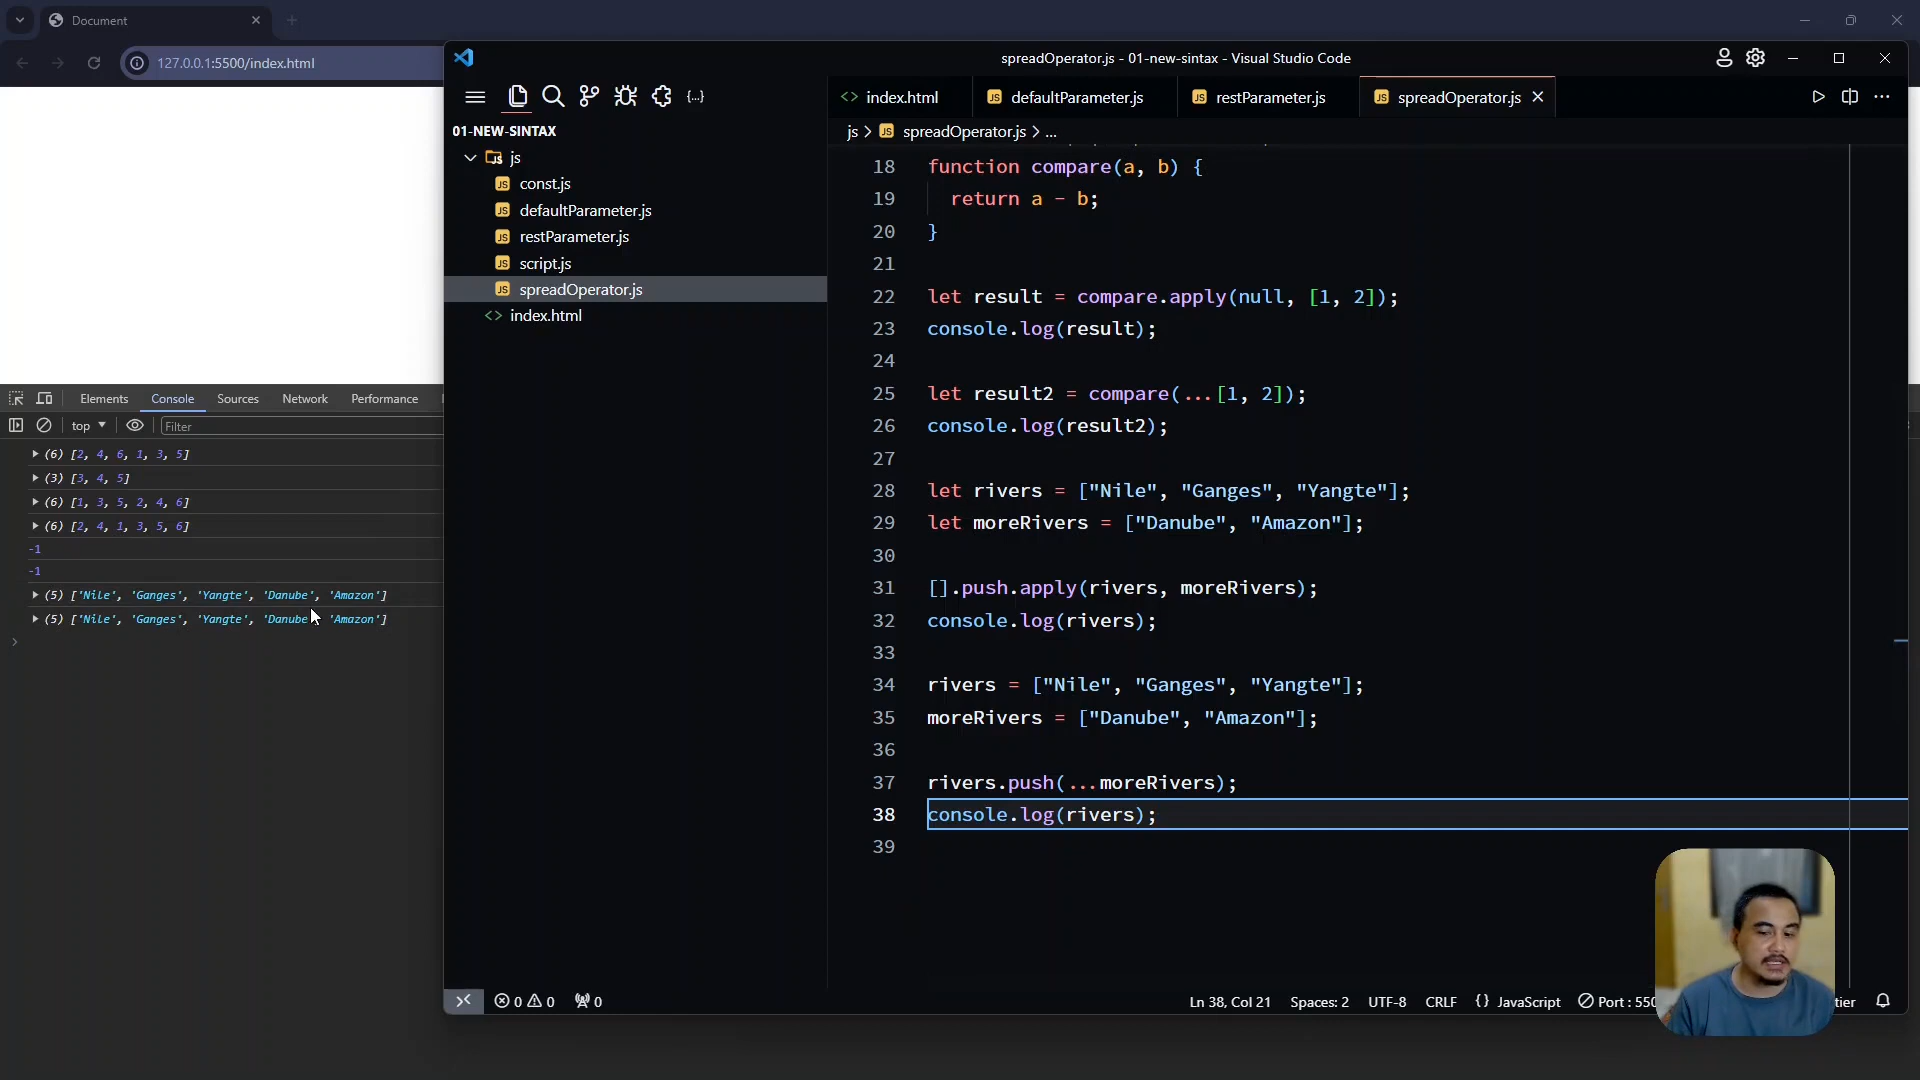 Document
127.0.0.1:5500/index.html
spreadOperator.js - 01-new-sintax - Visual Studio Code
index.html
defaultParameter.js
restParameter.js
spreadOperator.js
01-NEW-SINTAX
js
const.js
defaultParameter.js
restParameter.js
script.js
spreadOperator.js
index.html
js > spreadOperator.js > ...
18 function compare(a, b) {
19 return a - b;
20 }
21
22 let result = compare.apply(null, [1, 2]);
23 console.log(result);
24
25 let result2 = compare(...[1, 2]);
26 console.log(result2);
27
28 let rivers = ["Nile", "Ganges", "Yangte"];
29 let moreRivers = ["Danube", "Amazon"];
30
31 [].push.apply(rivers, moreRivers);
32 console.log(rivers);
33
34 rivers = ["Nile", "Ganges", "Yangte"];
35 moreRivers = ["Danube", "Amazon"];
36
37 rivers.push(...moreRivers);
38 console.log(rivers);
39
Elements Console Sources Network Performance
top Filter
(6) [2, 4, 6, 1, 3, 5]
(3) [3, 4, 5]
(6) [1, 3, 5, 2, 4, 6]
(6) [2, 4, 1, 3, 5, 6]
-1
-1
(5) ['Nile', 'Ganges', 'Yangte', 'Danube', 'Amazon']
(5) ['Nile', 'Ganges', 'Yangte', 'Danube 'Amazon']
0 0 0 Ln 38, Col 21 Spaces: 2 UTF-8 CRLF {} JavaScript Port : 550 tier